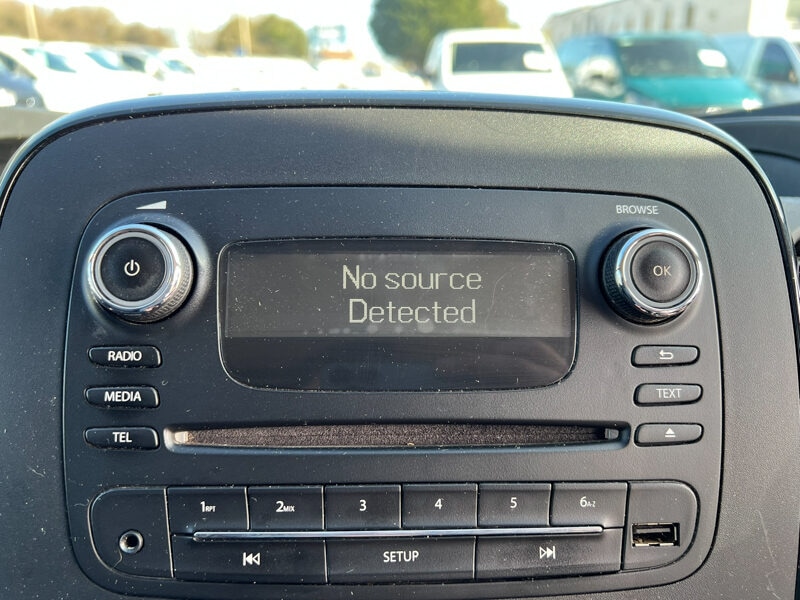 BROWSE
OK
No source
Detected
RADIO
MEDIA
TEXT
TEL
1RPT 2MIX 3 4 5 6A-Z
SETUP